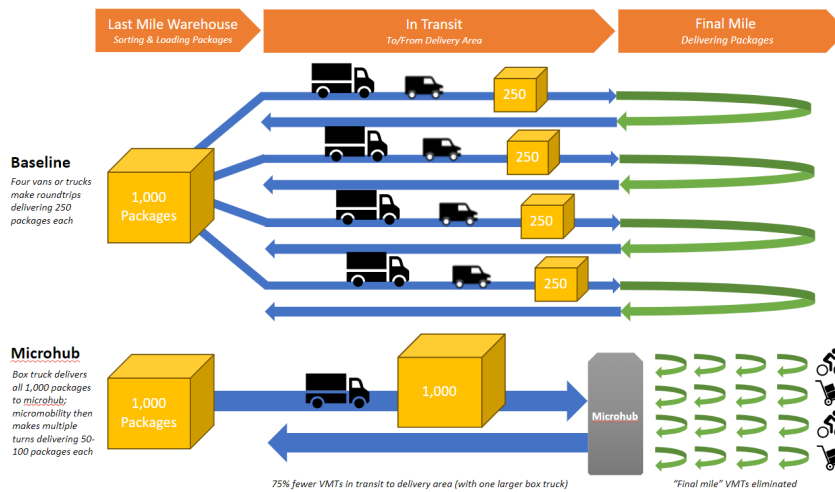 Last Mile Warehouse
Sorting & Loading Packages
In Transit
To/From Delivery Area
Final Mile
Delivering Packages
Baseline
Four vans or trucks
make roundtrips
delivering 250
packages each
1,000
Packages
250
250
250
250
Microhub
Box truck delivers
all 1,000 packages
to microhub;
micromobility then
makes multiple
turns delivering 50-
100 packages each
1,000
Packages
1,000
Microhub
75% fewer VMTs in transit to delivery area (with one larger box truck)
"Final mile" VMTs eliminated